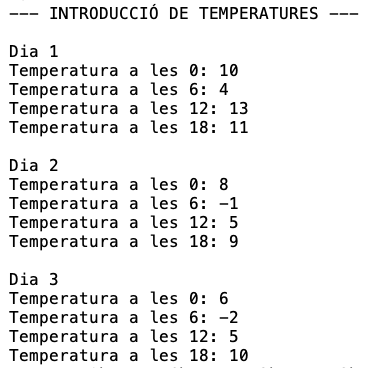 --- INTRODUCCIÓ DE TEMPERATURES ---
Dia 1
Temperatura a les 0: 10
Temperatura a les 6: 4
Temperatura a les 12: 13
Temperatura a les 18: 11
Dia 2
Temperatura a les 0: 8
Temperatura a les 6: -1
Temperatura a les 12: 5
Temperatura a les 18: 9
Dia 3
Temperatura a les 0: 6
Temperatura a les 6: -2
Temperatura a les 12: 5
Temperatura a les 18: 10